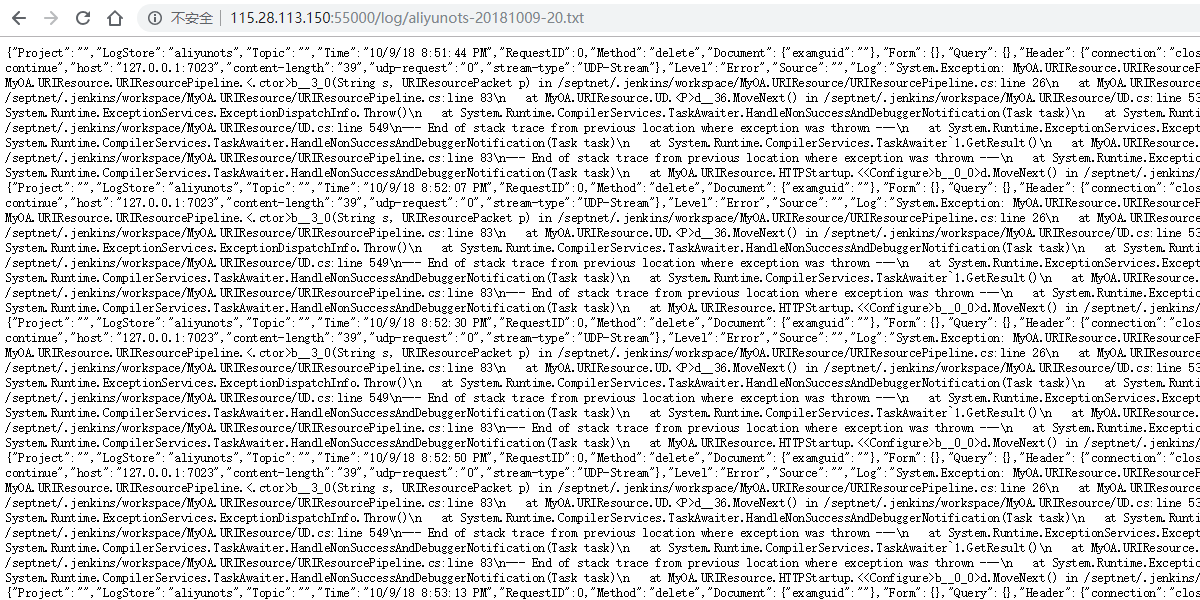 不安全 | 115.28.113.150:55000/log/aliyunots-20181009-20.txt
{"Project":"","LogStore":"aliyunots","Topic":"","Time":"10/9/18 8:51:44 PM","RequestID":0,"Method":"delete","Document":{"examguid":""},"Form":{},"Query":{},"Header":{"connection":"clos
continue","host":"127.0.0.1:7023","content-length":"39","udp-request":"0","stream-type":"UDP-Stream"},"Level":"Error","Source":"","Log":"System.Exception: MyOA.URIResource.URIResourceP
MyOA.URIResource.URIResourcePipeline.<.ctor>b__3_0(String s, URIResourcePacket p) in /septnet/.jenkins/workspace/MyOA.URIResource/URIResourcePipeline.cs:line 26\n   at MyOA.URIResource
/septnet/.jenkins/workspace/MyOA.URIResource/URIResourcePipeline.cs:line 83\n   at MyOA.URIResource.UD.<P>d__36.MoveNext() in /septnet/.jenkins/workspace/MyOA.URIResource/UD.cs:line 53
System.Runtime.ExceptionServices.ExceptionDispatchInfo.Throw()\n   at System.Runtime.CompilerServices.TaskAwaiter.HandleNonSuccessAndDebuggerNotification(Task task)\n   at System.Runti
/septnet/.jenkins/workspace/MyOA.URIResource/UD.cs:line 549\n--- End of stack trace from previous location where exception was thrown ---\n   at System.Runtime.ExceptionServices.Except
System.Runtime.CompilerServices.TaskAwaiter.HandleNonSuccessAndDebuggerNotification(Task task)\n   at System.Runtime.CompilerServices.TaskAwaiter`1.GetResult()\n   at MyOA.URIResource.
/septnet/.jenkins/workspace/MyOA.URIResource/URIResourcePipeline.cs:line 83\n--- End of stack trace from previous location where exception was thrown ---\n   at System.Runtime.Exceptio
System.Runtime.CompilerServices.TaskAwaiter.HandleNonSuccessAndDebuggerNotification(Task task)\n   at MyOA.URIResource.HTTPStartup.<<Configure>b__0_0>d.MoveNext() in /septnet/.jenkins/
{"Project":"","LogStore":"aliyunots","Topic":"","Time":"10/9/18 8:52:07 PM","RequestID":0,"Method":"delete","Document":{"examguid":""},"Form":{},"Query":{},"Header":{"connection":"clos
continue","host":"127.0.0.1:7023","content-length":"39","udp-request":"0","stream-type":"UDP-Stream"},"Level":"Error","Source":"","Log":"System.Exception: MyOA.URIResource.URIResourceP
MyOA.URIResource.URIResourcePipeline.<.ctor>b__3_0(String s, URIResourcePacket p) in /septnet/.jenkins/workspace/MyOA.URIResource/URIResourcePipeline.cs:line 26\n   at MyOA.URIResource
/septnet/.jenkins/workspace/MyOA.URIResource/URIResourcePipeline.cs:line 83\n   at MyOA.URIResource.UD.<P>d__36.MoveNext() in /septnet/.jenkins/workspace/MyOA.URIResource/UD.cs:line 53
System.Runtime.ExceptionServices.ExceptionDispatchInfo.Throw()\n   at System.Runtime.CompilerServices.TaskAwaiter.HandleNonSuccessAndDebuggerNotification(Task task)\n   at System.Runti
/septnet/.jenkins/workspace/MyOA.URIResource/UD.cs:line 549\n--- End of stack trace from previous location where exception was thrown ---\n   at System.Runtime.ExceptionServices.Except
System.Runtime.CompilerServices.TaskAwaiter.HandleNonSuccessAndDebuggerNotification(Task task)\n   at System.Runtime.CompilerServices.TaskAwaiter`1.GetResult()\n   at MyOA.URIResource.
/septnet/.jenkins/workspace/MyOA.URIResource/URIResourcePipeline.cs:line 83\n--- End of stack trace from previous location where exception was thrown ---\n   at System.Runtime.Exceptio
System.Runtime.CompilerServices.TaskAwaiter.HandleNonSuccessAndDebuggerNotification(Task task)\n   at MyOA.URIResource.HTTPStartup.<<Configure>b__0_0>d.MoveNext() in /septnet/.jenkins/
{"Project":"","LogStore":"aliyunots","Topic":"","Time":"10/9/18 8:52:30 PM","RequestID":0,"Method":"delete","Document":{"examguid":""},"Form":{},"Query":{},"Header":{"connection":"clos
continue","host":"127.0.0.1:7023","content-length":"39","udp-request":"0","stream-type":"UDP-Stream"},"Level":"Error","Source":"","Log":"System.Exception: MyOA.URIResource.URIResourceP
MyOA.URIResource.URIResourcePipeline.<.ctor>b__3_0(String s, URIResourcePacket p) in /septnet/.jenkins/workspace/MyOA.URIResource/URIResourcePipeline.cs:line 26\n   at MyOA.URIResource
/septnet/.jenkins/workspace/MyOA.URIResource/URIResourcePipeline.cs:line 83\n   at MyOA.URIResource.UD.<P>d__36.MoveNext() in /septnet/.jenkins/workspace/MyOA.URIResource/UD.cs:line 53
System.Runtime.ExceptionServices.ExceptionDispatchInfo.Throw()\n   at System.Runtime.CompilerServices.TaskAwaiter.HandleNonSuccessAndDebuggerNotification(Task task)\n   at System.Runti
/septnet/.jenkins/workspace/MyOA.URIResource/UD.cs:line 549\n--- End of stack trace from previous location where exception was thrown ---\n   at System.Runtime.ExceptionServices.Except
System.Runtime.CompilerServices.TaskAwaiter.HandleNonSuccessAndDebuggerNotification(Task task)\n   at System.Runtime.CompilerServices.TaskAwaiter`1.GetResult()\n   at MyOA.URIResource.
/septnet/.jenkins/workspace/MyOA.URIResource/URIResourcePipeline.cs:line 83\n--- End of stack trace from previous location where exception was thrown ---\n   at System.Runtime.Exceptio
System.Runtime.CompilerServices.TaskAwaiter.HandleNonSuccessAndDebuggerNotification(Task task)\n   at MyOA.URIResource.HTTPStartup.<<Configure>b__0_0>d.MoveNext() in /septnet/.jenkins/
{"Project":"","LogStore":"aliyunots","Topic":"","Time":"10/9/18 8:52:50 PM","RequestID":0,"Method":"delete","Document":{"examguid":""},"Form":{},"Query":{},"Header":{"connection":"clos
continue","host":"127.0.0.1:7023","content-length":"39","udp-request":"0","stream-type":"UDP-Stream"},"Level":"Error","Source":"","Log":"System.Exception: MyOA.URIResource.URIResourceP
MyOA.URIResource.URIResourcePipeline.<.ctor>b__3_0(String s, URIResourcePacket p) in /septnet/.jenkins/workspace/MyOA.URIResource/URIResourcePipeline.cs:line 26\n   at MyOA.URIResource
/septnet/.jenkins/workspace/MyOA.URIResource/URIResourcePipeline.cs:line 83\n   at MyOA.URIResource.UD.<P>d__36.MoveNext() in /septnet/.jenkins/workspace/MyOA.URIResource/UD.cs:line 53
System.Runtime.ExceptionServices.ExceptionDispatchInfo.Throw()\n   at System.Runtime.CompilerServices.TaskAwaiter.HandleNonSuccessAndDebuggerNotification(Task task)\n   at System.Runti
/septnet/.jenkins/workspace/MyOA.URIResource/UD.cs:line 549\n--- End of stack trace from previous location where exception was thrown ---\n   at System.Runtime.ExceptionServices.Except
System.Runtime.CompilerServices.TaskAwaiter.HandleNonSuccessAndDebuggerNotification(Task task)\n   at System.Runtime.CompilerServices.TaskAwaiter`1.GetResult()\n   at MyOA.URIResource.
/septnet/.jenkins/workspace/MyOA.URIResource/URIResourcePipeline.cs:line 83\n--- End of stack trace from previous location where exception was thrown ---\n   at System.Runtime.Exceptio
System.Runtime.CompilerServices.TaskAwaiter.HandleNonSuccessAndDebuggerNotification(Task task)\n   at MyOA.URIResource.HTTPStartup.<<Configure>b__0_0>d.MoveNext() in /septnet/.jenkins/
{"Project":"","LogStore":"aliyunots","Topic":"","Time":"10/9/18 8:53:13 PM","RequestID":0,"Method":"delete","Document":{"examguid":""},"Form":{},"Query":{},"Header":{"connection":"clos